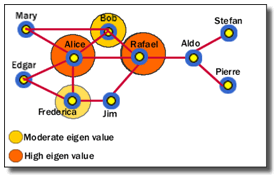 Mary
Bob
Stefan
Alice
Rafael
Aldo
Edgar
Pierre
Frederica
Jim
Moderate eigen value
High eigen value